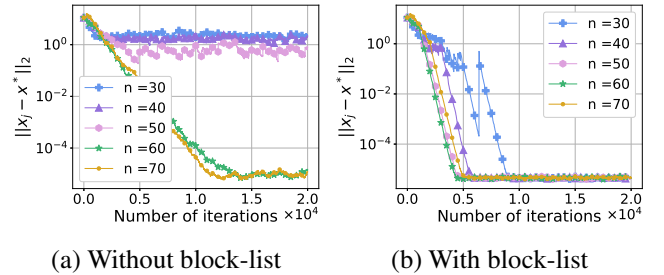 10^0
10^-2
10^-4
||x_j − x^*||_2
n =30
n =40
n =50
n =60
n =70
0.0 0.5 1.0 1.5 2.0
Number of iterations ×10^4
(a) Without block-list
10^0
10^-2
10^-4
||x_j − x^*||_2
n =30
n =40
n =50
n =60
n =70
0.0 0.5 1.0 1.5 2.0
Number of iterations ×10^4
(b) With block-list